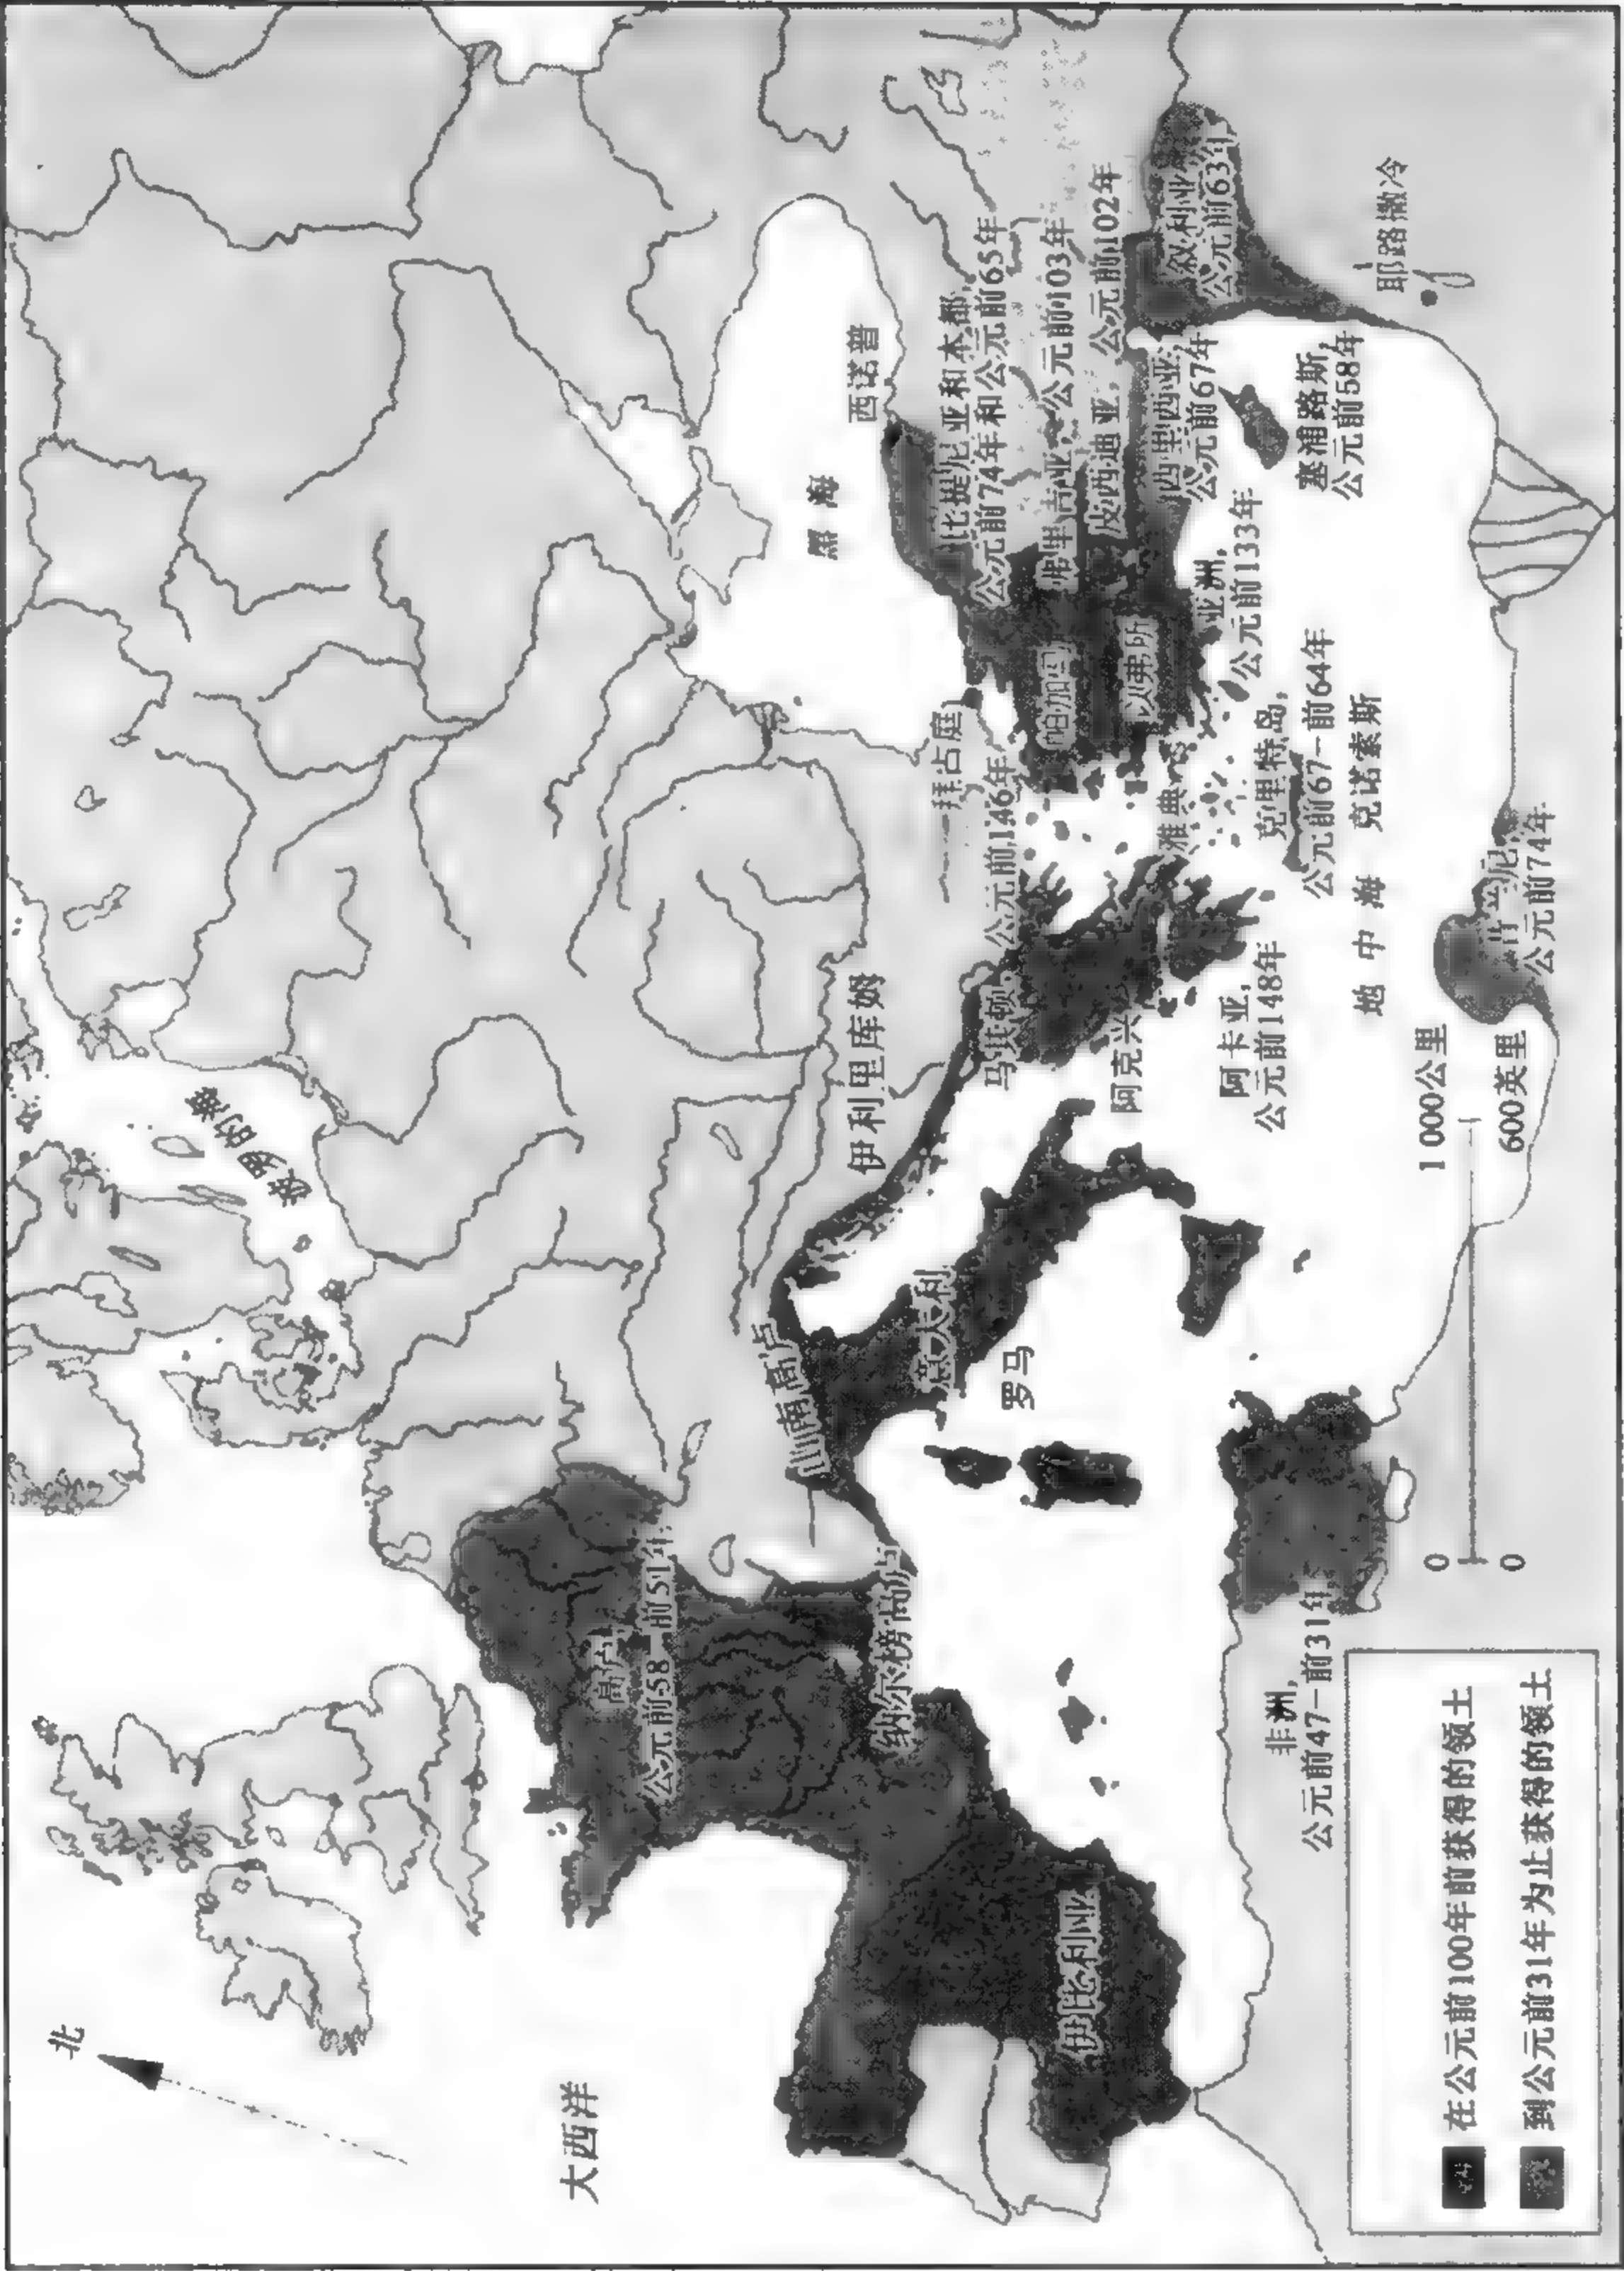 北
波罗的海
大西洋
高卢,
公元前58－前51年
山南高卢
纳尔榜高卢
伊利里库姆
意大利
罗马
伊比利亚
黑 海
西诺普
拜占庭
比提尼亚和本都,
公元前74年和公元前65年
弗里吉亚,公元前103年
皮西迪亚,公元前102年
西里西亚,
公元前67年
叙利亚
公元前63年
马其顿,公元前146年
帕加马
以弗所
亚洲,
公元前133年
雅典
阿克兴
阿卡亚,
公元前148年
克里特岛,
公元前67－前64年
克诺索斯
塞浦路斯,
公元前58年
耶路撒冷
地 中 海
昔兰尼,
公元前74年
非洲,
公元前47－前31年
0
1 000公里
0
600英里
在公元前100年前获得的领土
到公元前31年为止获得的领土